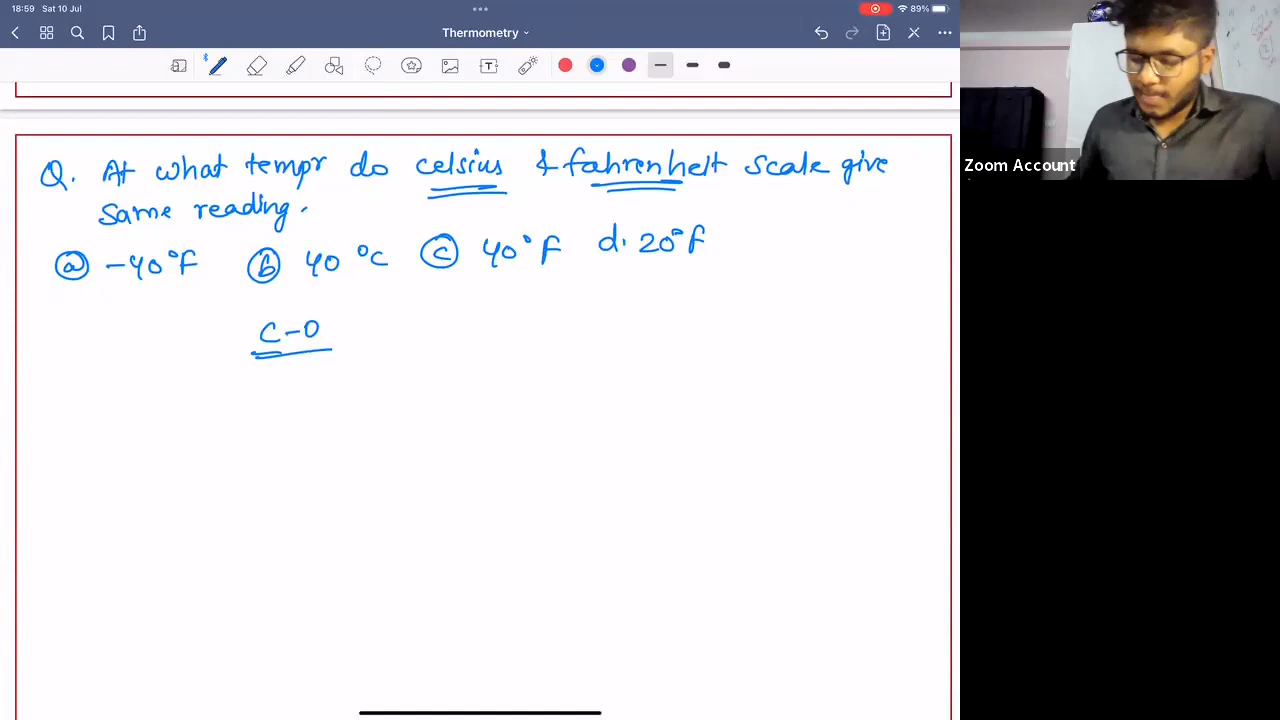 18:59 Sat 10 Jul
89%
Thermometry
Q. At what tempr do celsius & fahrenheit scale give
same reading.
a -40°F b 40 °C c 40°F d. 20°F
C-0
Zoom Account